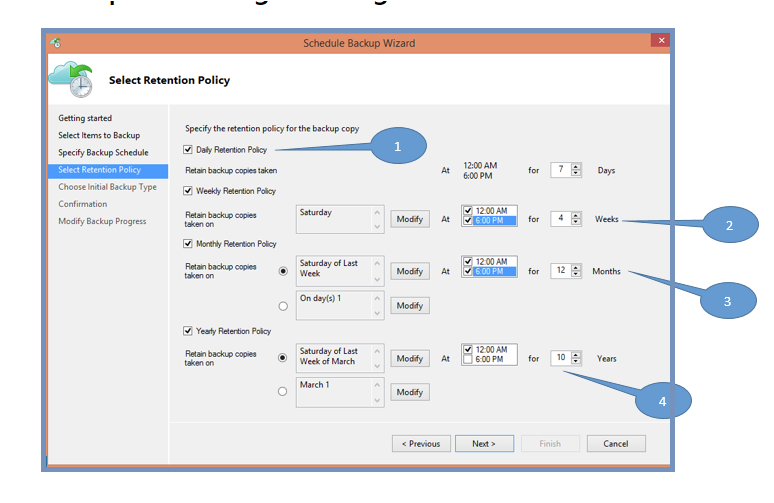 Schedule Backup Wizard
x
Select Retention Policy
Getting started
Select Items to Backup
Specify Backup Schedule
Select Retention Policy
Choose Initial Backup Type
Confirmation
Modify Backup Progress
Specify the retention policy for the backup copy
Daily Retention Policy
1
Retain backup copies taken At 12:00 AM for 7 Days
6:00 PM
Weekly Retention Policy
Retain backup copies
taken on
Saturday Modify At 12:00 AM for 4 Weeks
6:00 PM
2
Monthly Retention Policy
Retain backup copies
taken on
Saturday of Last
Week
Modify At 12:00 AM for 12 Months
6:00 PM
3
On day(s) 1 Modify
Yearly Retention Policy
Retain backup copies
taken on
Saturday of Last
Week of March
Modify At 12:00 AM for 10 Years
6:00 PM
4
March 1 Modify
< Previous Next > Finish Cancel